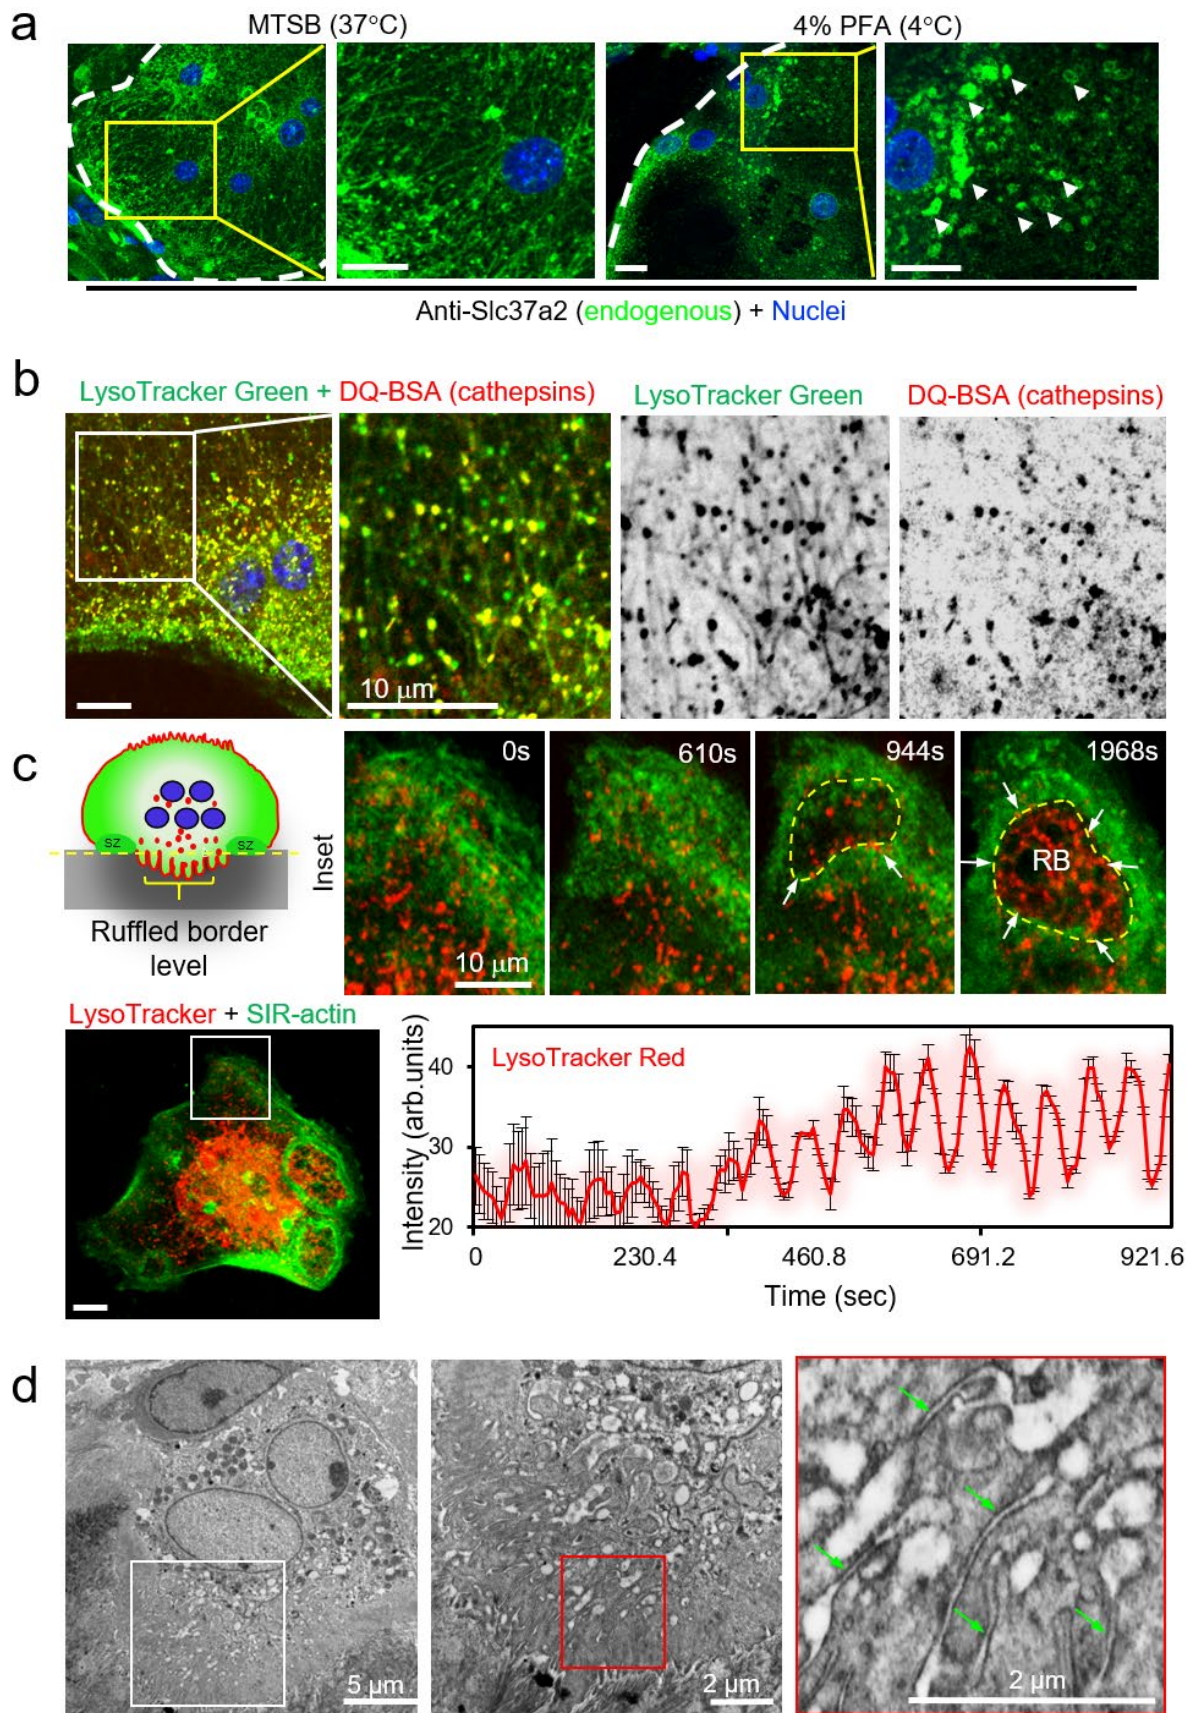 a
MTSB (37°C)
4% PFA (4°C)
Anti-Slc37a2 (endogenous) + Nuclei
b
LysoTracker Green + DQ-BSA (cathepsins)
LysoTracker Green
DQ-BSA (cathepsins)
10 μm
c
SZ
SZ
Ruffled border
level
Inset
0s
610s
944s
1968s
RB
10 μm
LysoTracker + SIR-actin
LysoTracker Red
Intensity (arb.units)
40
30
20
0
230.4
460.8
691.2
921.6
Time (sec)
d
5 μm
2 μm
2 μm